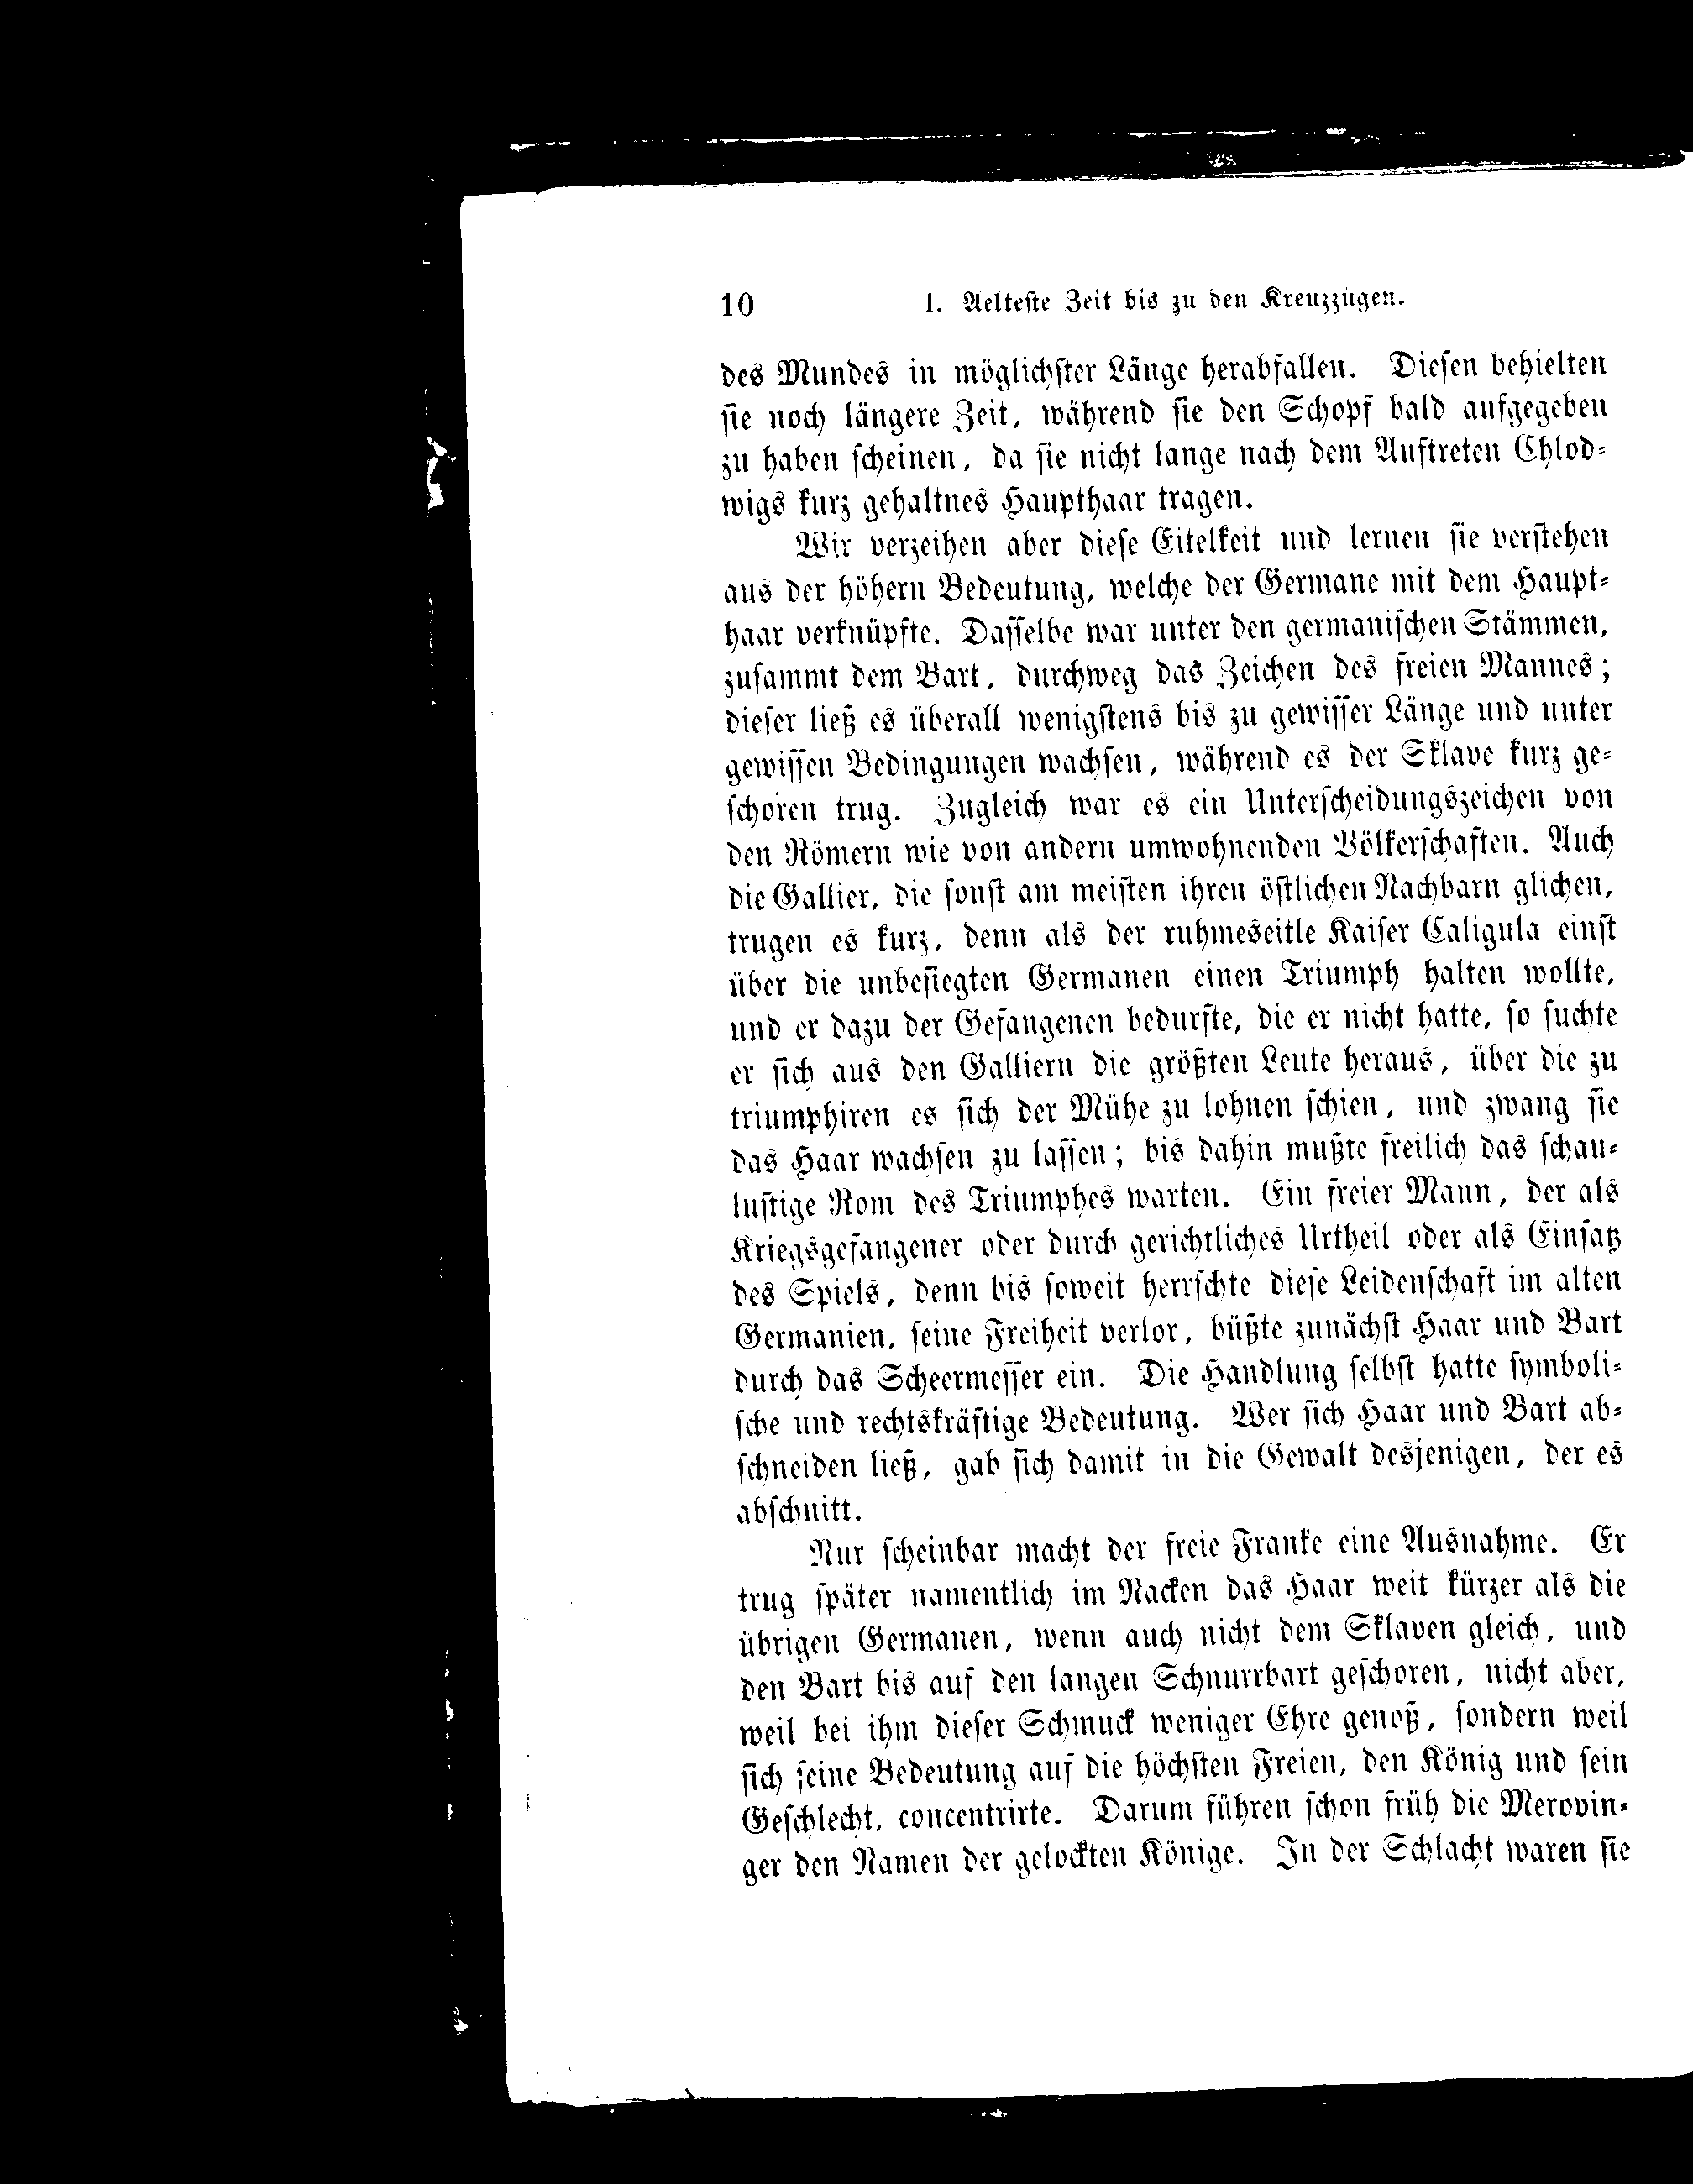 10 I. Aelteste Zeit bis zu den Kreuzzügen.
des Mundes in möglichster Länge herabfallen. Diesen behielten
sie noch längere Zeit, während sie den Schopf bald aufgegeben
zu haben scheinen, da sie nicht lange nach dem Auftreten Chlod-
wigs kurz gehaltnes Haupthaar tragen.
Wir verzeihen aber diese Eitelkeit und lernen sie verstehen
aus der höhern Bedeutung, welche der Germane mit dem Haupt-
haar verknüpfte. Dasselbe war unter den germanischen Stämmen,
zusammt dem Bart, durchweg das Zeichen des freien Mannes;
dieser ließ es überall wenigstens bis zu gewisser Länge und unter
gewissen Bedingungen wachsen, während es der Sklave kurz ge-
schoren trug. Zugleich war es ein Unterscheidungszeichen von
den Römern wie von andern umwohnenden Völkerschaften. Auch
die Gallier, die sonst am meisten ihren östlichen Nachbarn glichen,
trugen es kurz, denn als der ruhmeseitle Kaiser Caligula einst
über die unbesiegten Germanen einen Triumph halten wollte,
und er dazu der Gefangenen bedurfte, die er nicht hatte, so suchte
er sich aus den Galliern die größten Leute heraus, über die zu
triumphiren es sich der Mühe zu lohnen schien, und zwang sie
das Haar wachsen zu lassen; bis dahin mußte freilich das schau-
lustige Rom des Triumphes warten. Ein freier Mann, der als
Kriegsgefangener oder durch gerichtliches Urtheil oder als Einsatz
des Spiels, denn bis soweit herrschte diese Leidenschaft im alten
Germanien, seine Freiheit verlor, büßte zunächst Haar und Bart
durch das Scheermesser ein. Die Handlung selbst hatte symboli-
sche und rechtskräftige Bedeutung. Wer sich Haar und Bart ab-
schneiden ließ, gab sich damit in die Gewalt desjenigen, der es
abschnitt.
Nur scheinbar macht der freie Franke eine Ausnahme. Er
trug später namentlich im Nacken das Haar weit kürzer als die
übrigen Germanen, wenn auch nicht dem Sklaven gleich, und
den Bart bis auf den langen Schnurrbart geschoren, nicht aber,
weil bei ihm dieser Schmuck weniger Ehre genoß, sondern weil
sich seine Bedeutung auf die höchsten Freien, den König und sein
Geschlecht, concentrirte. Darum führen schon früh die Merovin-
ger den Namen der gelockten Könige. In der Schlacht waren sie